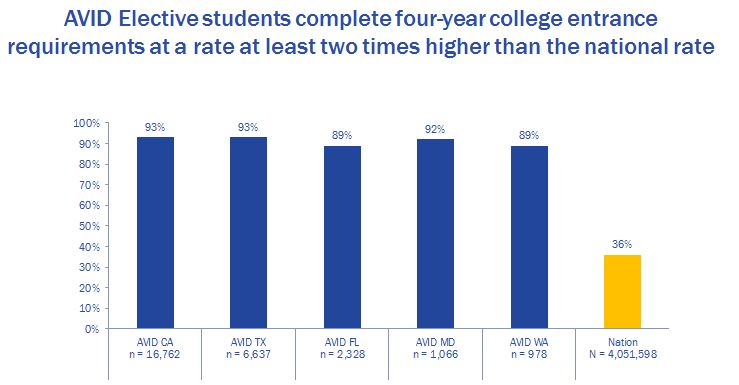 AVID Elective students complete four-year college entrance
requirements at a rate at least two times higher than the national rate
100%
90%
80%
70%
60%
50%
40%
30%
20%
10%
0%
93%
93%
89%
92%
89%
36%
AVID CA
n = 16,762
AVID TX
n = 6,637
AVID FL
n = 2,328
AVID MD
n = 1,066
AVID WA
n = 978
Nation
N = 4,051,598